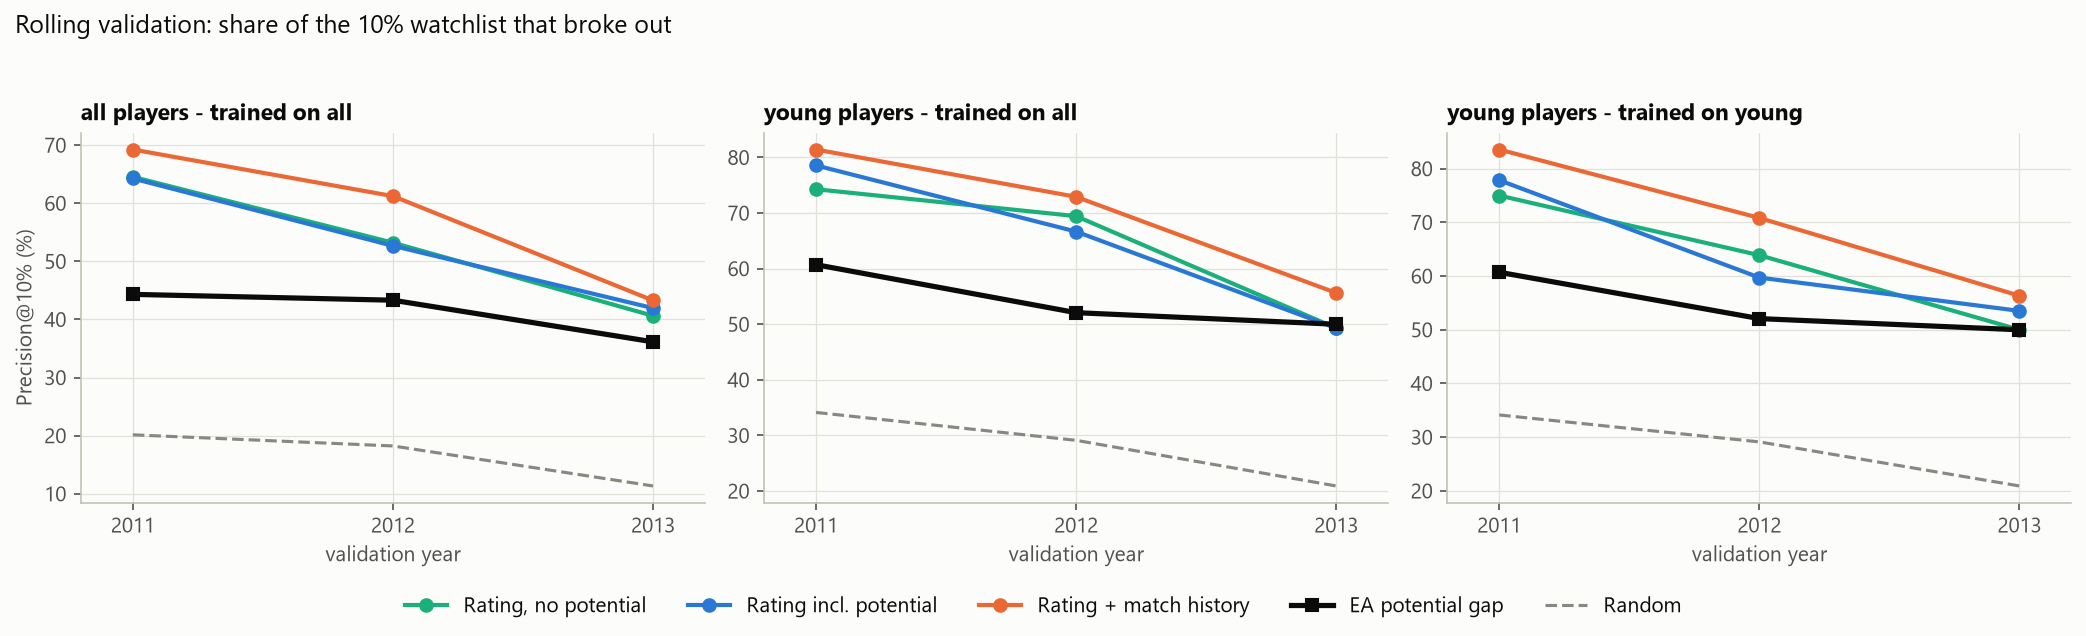 Rolling validation: share of the 10% watchlist that broke out
all players - trained on all
Precision@10% (%)
70
60
50
40
30
20
10
2011 2012 2013
validation year
young players - trained on all
80
70
60
50
40
30
20
2011 2012 2013
validation year
young players - trained on young
80
70
60
50
40
30
20
2011 2012 2013
validation year
Rating, no potential Rating incl. potential Rating + match history EA potential gap Random